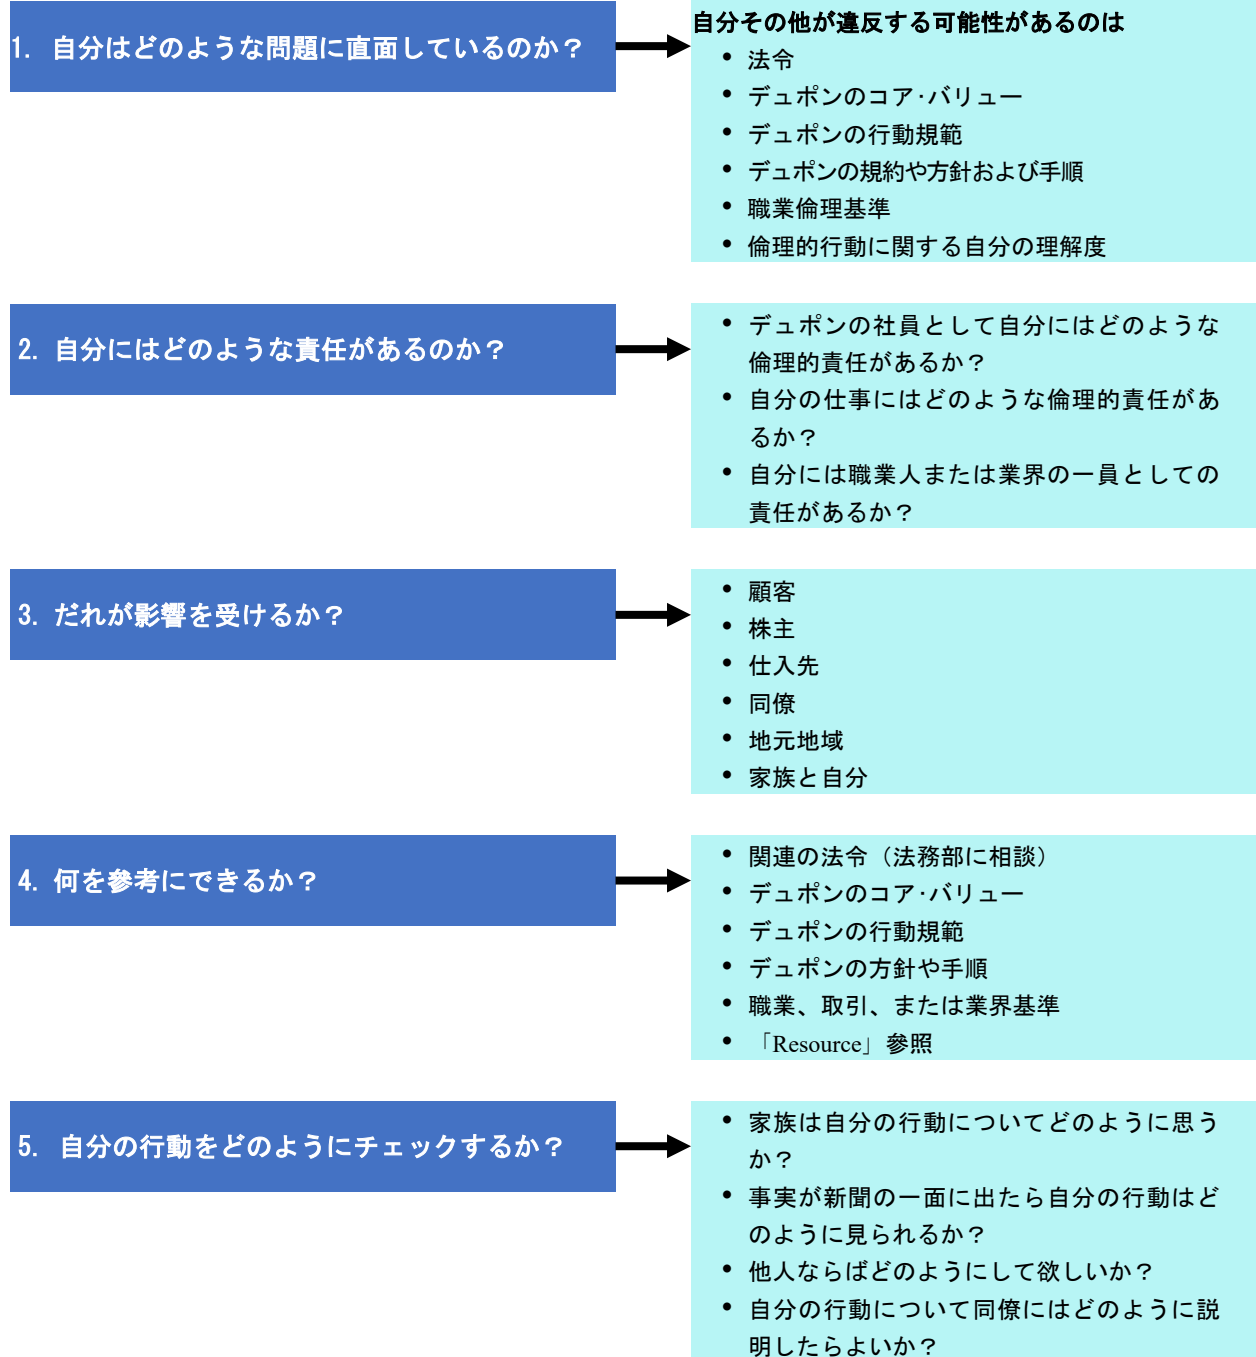 1. 自分はどのような問題に直面しているのか？
自分その他が違反する可能性があるのは
• 法令
• デュポンのコア・バリュー
• デュポンの行動規範
• デュポンの規約や方針および手順
• 職業倫理基準
• 倫理的行動に関する自分の理解度
2. 自分にはどのような責任があるのか？
• デュポンの社員として自分にはどのような
倫理的責任があるか？
• 自分の仕事にはどのような倫理的責任があ
るか？
• 自分には職業人または業界の一員としての
責任があるか？
3. だれが影響を受けるか？
• 顧客
• 株主
• 仕入先
• 同僚
• 地元地域
• 家族と自分
4. 何を参考にできるか？
• 関連の法令（法務部に相談）
• デュポンのコア・バリュー
• デュポンの行動規範
• デュポンの方針や手順
• 職業、取引、または業界基準
• 「Resource」参照
5. 自分の行動をどのようにチェックするか？
• 家族は自分の行動についてどのように思う
か？
• 事実が新聞の一面に出たら自分の行動はど
のように見られるか？
• 他人ならばどのようにして欲しいか？
• 自分の行動について同僚にはどのように説
明したらよいか？